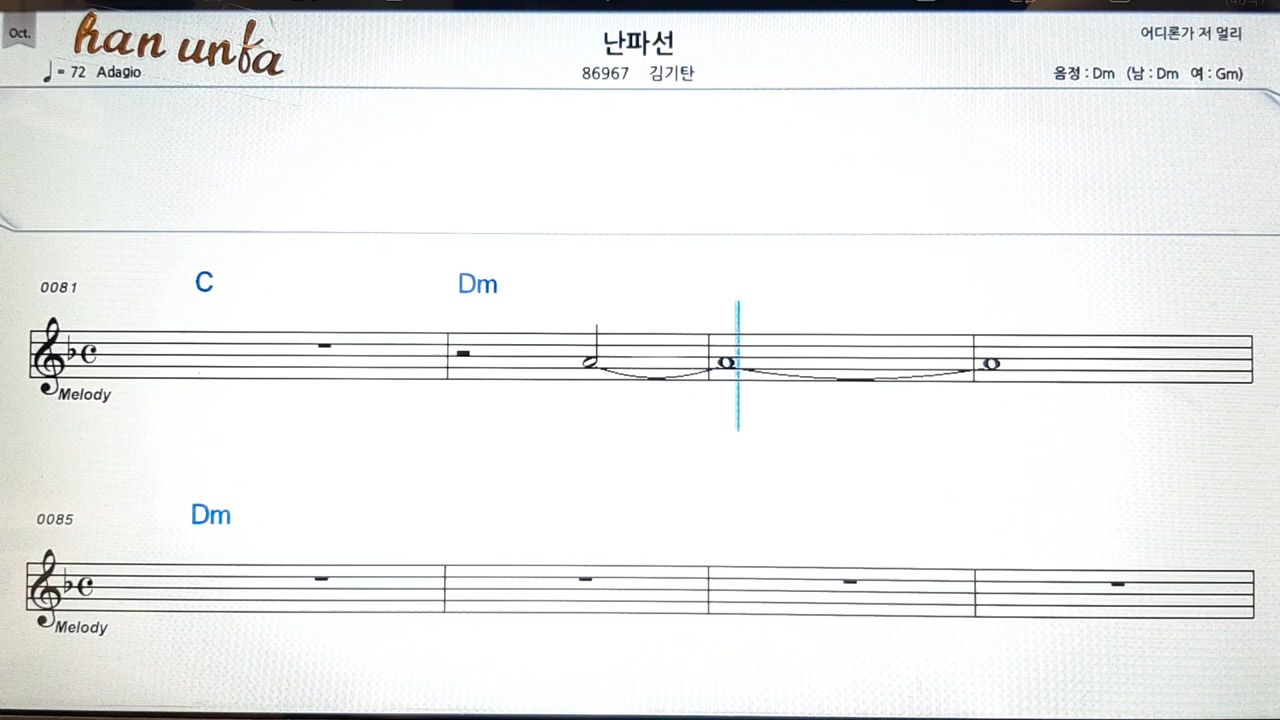 Oct.
han unfa
난파선
어디론가 저 멀리
♩= 72 Adagio
86967 김기탄
음정 : Dm (남 : Dm 여 : Gm)
0081
C
Dm
Melody
0085
Dm
Melody